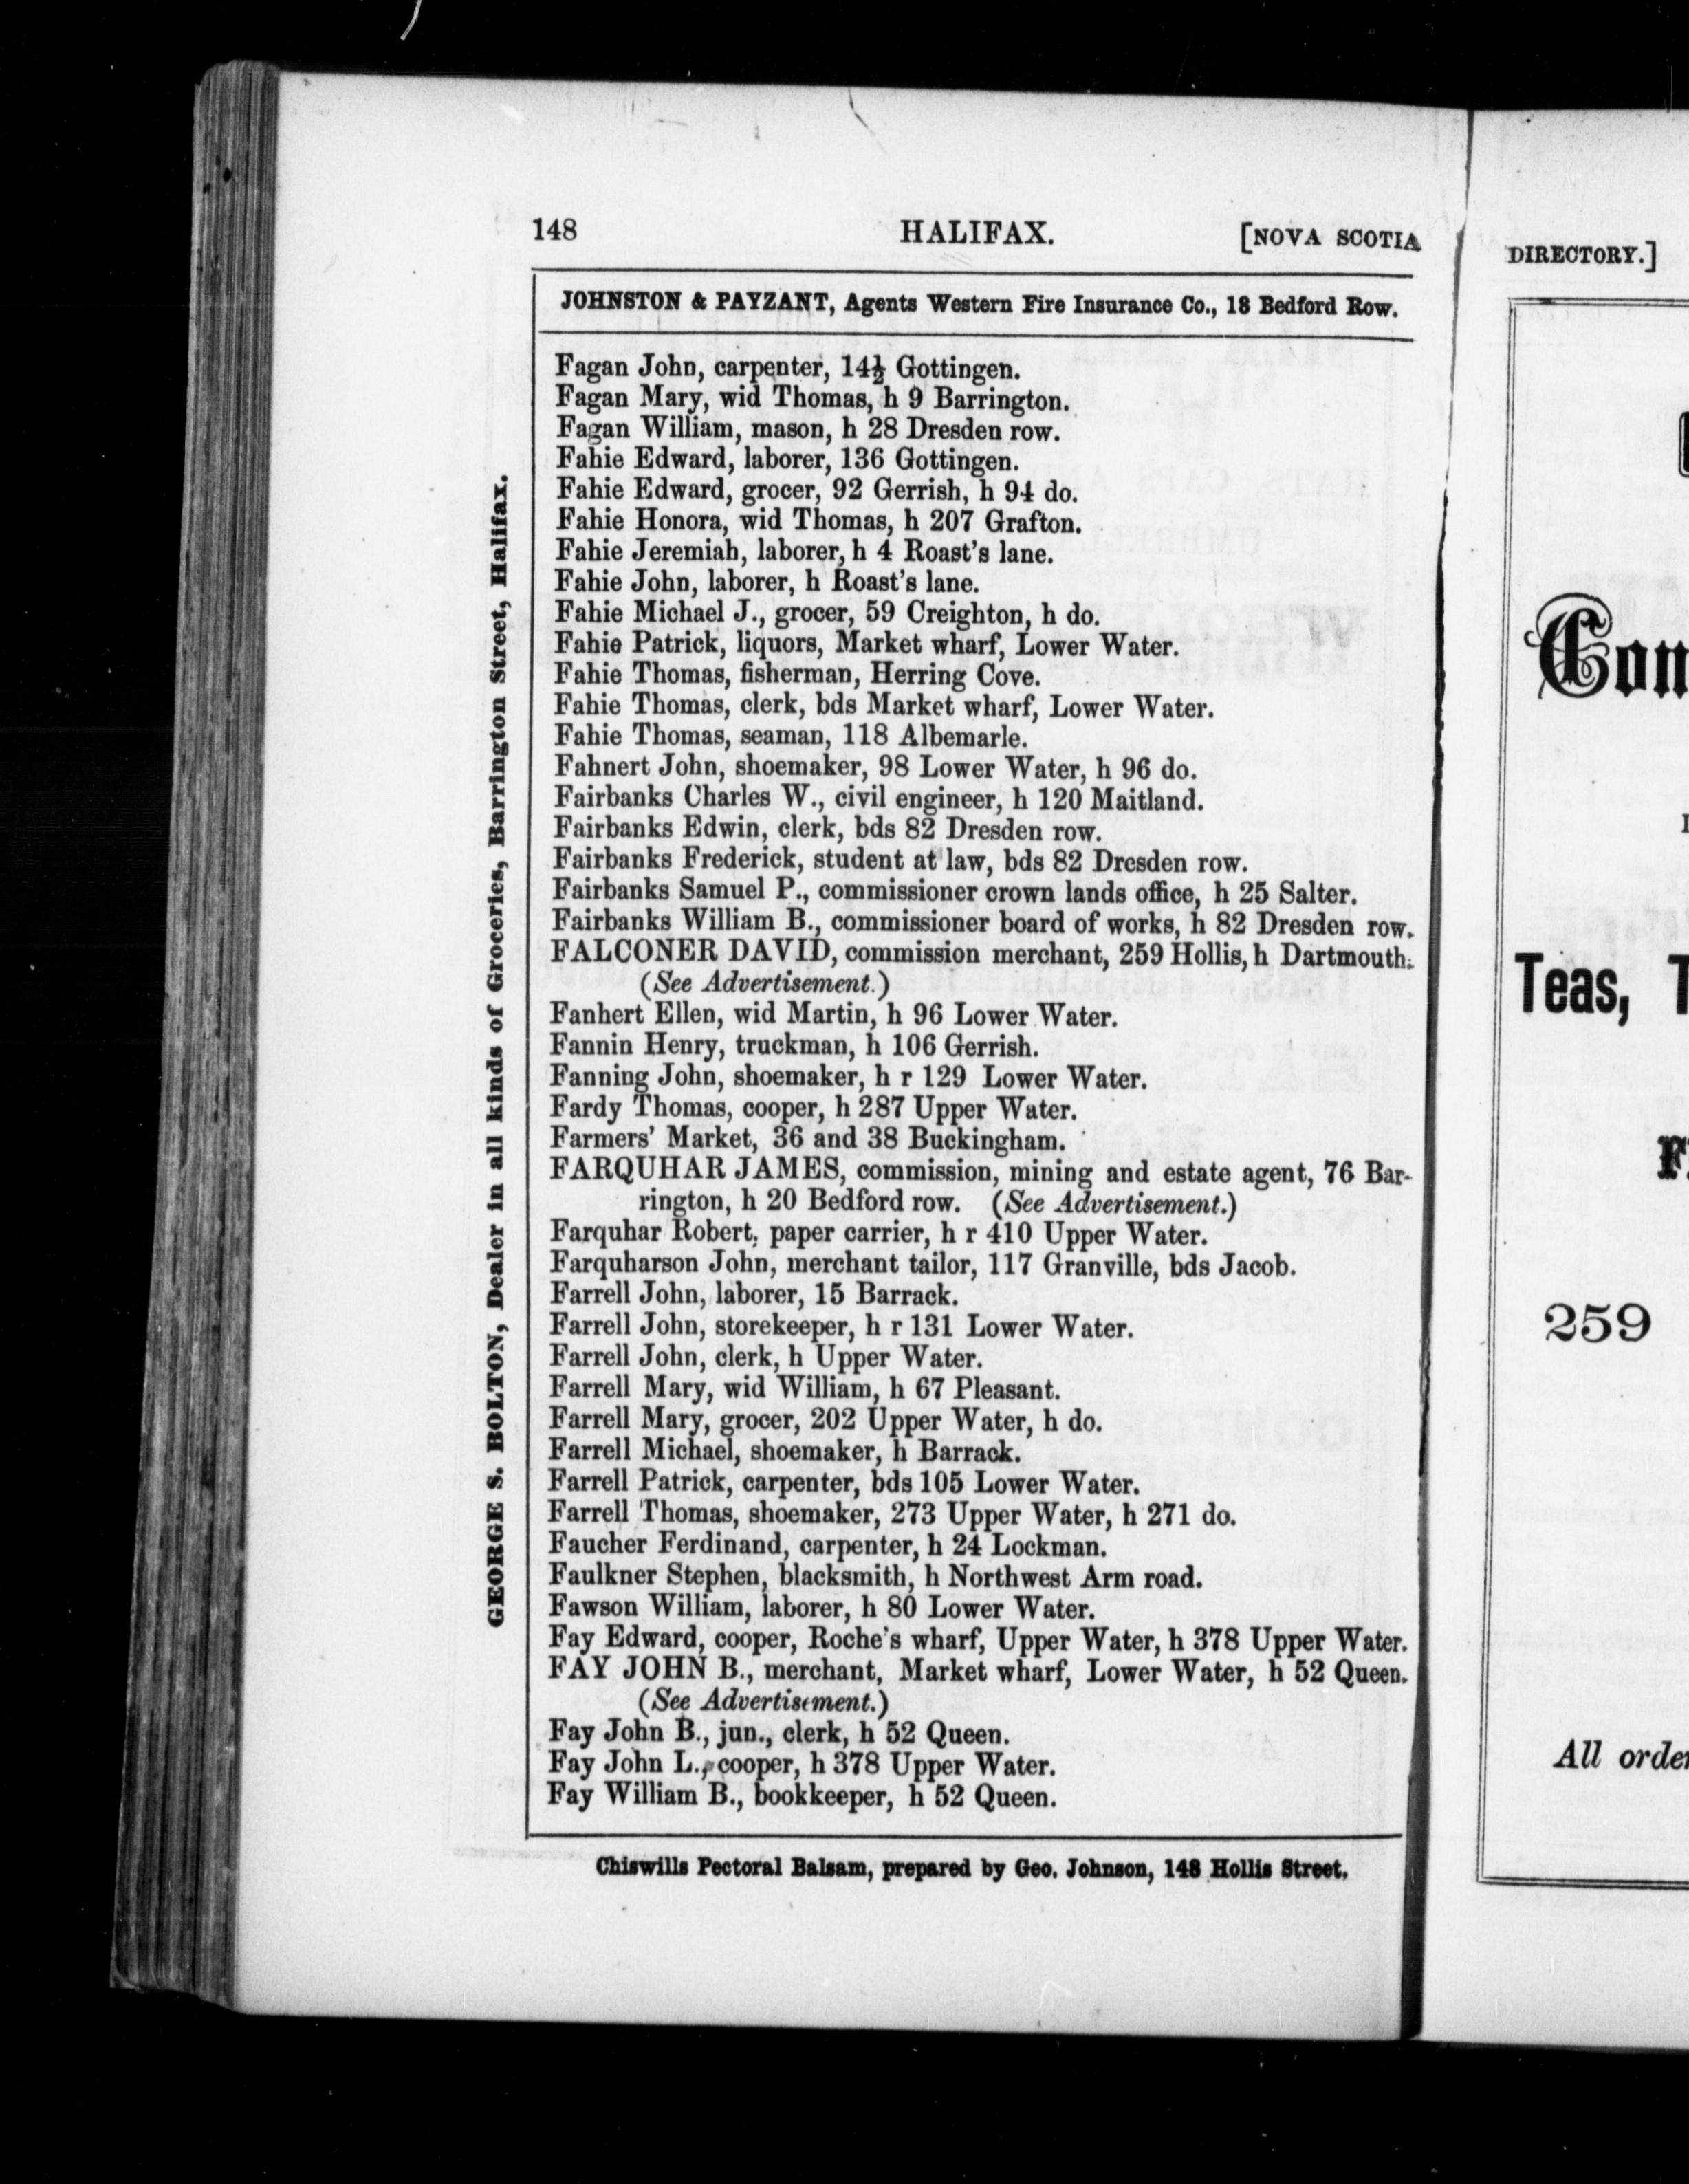 148 HALIFAX. [NOVA SCOTIA
JOHNSTON & PAYZANT, Agents Western Fire Insurance Co., 18 Bedford Row.
Fagan John, carpenter, 14½ Gottingen.
Fagan Mary, wid Thomas, h 9 Barrington.
Fagan William, mason, h 28 Dresden row.
Fahie Edward, laborer, 136 Gottingen.
Fahie Edward, grocer, 92 Gerrish, h 94 do.
Fahie Honora, wid Thomas, h 207 Grafton.
Fahie Jeremiah, laborer, h 4 Roast's lane.
Fahie John, laborer, h Roast's lane.
Fahie Michael J., grocer, 59 Creighton, h do.
Fahie Patrick, liquors, Market wharf, Lower Water.
Fahie Thomas, fisherman, Herring Cove.
Fahie Thomas, clerk, bds Market wharf, Lower Water.
Fahie Thomas, seaman, 118 Albemarle.
Fahnert John, shoemaker, 98 Lower Water, h 96 do.
Fairbanks Charles W., civil engineer, h 120 Maitland.
Fairbanks Edwin, clerk, bds 82 Dresden row.
Fairbanks Frederick, student at law, bds 82 Dresden row.
Fairbanks Samuel P., commissioner crown lands office, h 25 Salter.
Fairbanks William B., commissioner board of works, h 82 Dresden row.
FALCONER DAVID, commission merchant, 259 Hollis, h Dartmouth.
(See Advertisement.)
Fanhert Ellen, wid Martin, h 96 Lower Water.
Fannin Henry, truckman, h 106 Gerrish.
Fanning John, shoemaker, h r 129 Lower Water.
Fardy Thomas, cooper, h 287 Upper Water.
Farmers' Market, 36 and 38 Buckingham.
FARQUHAR JAMES, commission, mining and estate agent, 76 Bar-
rington, h 20 Bedford row. (See Advertisement.)
Farquhar Robert, paper carrier, h r 410 Upper Water.
Farquharson John, merchant tailor, 117 Granville, bds Jacob.
Farrell John, laborer, 15 Barrack.
Farrell John, storekeeper, h r 131 Lower Water.
Farrell John, clerk, h Upper Water.
Farrell Mary, wid William, h 67 Pleasant.
Farrell Mary, grocer, 202 Upper Water, h do.
Farrell Michael, shoemaker, h Barrack.
Farrell Patrick, carpenter, bds 105 Lower Water.
Farrell Thomas, shoemaker, 273 Upper Water, h 271 do.
Faucher Ferdinand, carpenter, h 24 Lockman.
Faulkner Stephen, blacksmith, h Northwest Arm road.
Fawson William, laborer, h 80 Lower Water.
Fay Edward, cooper, Roche's wharf, Upper Water, h 378 Upper Water.
FAY JOHN B., merchant, Market wharf, Lower Water, h 52 Queen.
(See Advertisement.)
Fay John B., jun., clerk, h 52 Queen.
Fay John L., cooper, h 378 Upper Water.
Fay William B., bookkeeper, h 52 Queen.
Chiswills Pectoral Balsam, prepared by Geo. Johnson, 148 Hollis Street.
GEORGE S. BOLTON, Dealer in all kinds of Groceries, Barrington Street, Halifax.
DIRECTORY.]
Com
Teas, T
259
All order